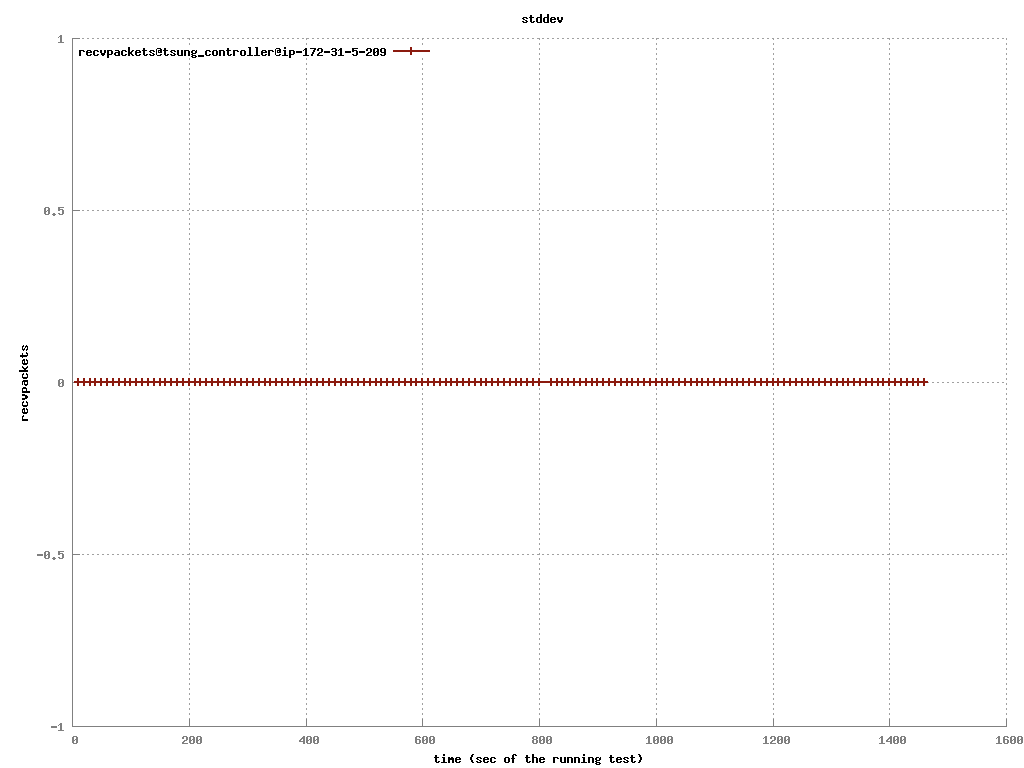 stddev
recvpackets@tsung_controller@ip-172-31-5-209
1
0.5
0
-0.5
-1
recvpackets
0 200 400 600 800 1000 1200 1400 1600
time (sec of the running test)